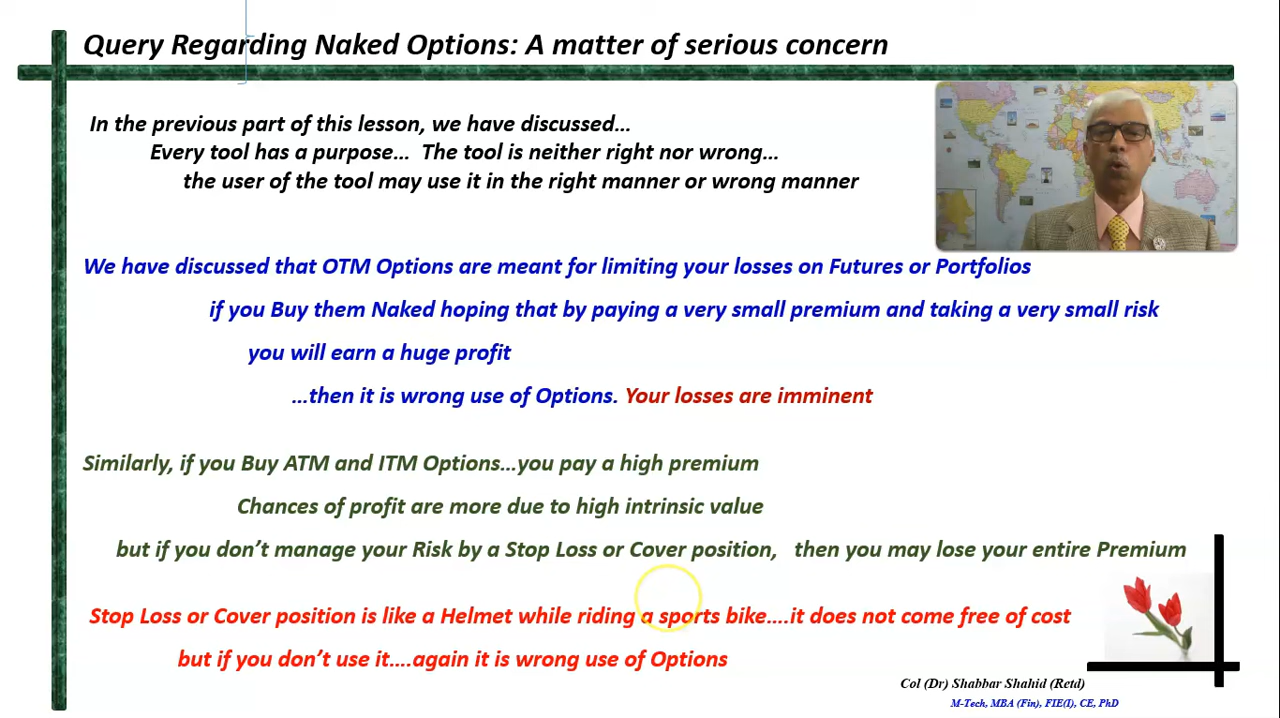 Query Regarding Naked Options: A matter of serious concern
In the previous part of this lesson, we have discussed…
Every tool has a purpose… The tool is neither right nor wrong…
the user of the tool may use it in the right manner or wrong manner
We have discussed that OTM Options are meant for limiting your losses on Futures or Portfolios
if you Buy them Naked hoping that by paying a very small premium and taking a very small risk
you will earn a huge profit
…then it is wrong use of Options. Your losses are imminent
Similarly, if you Buy ATM and ITM Options…you pay a high premium
Chances of profit are more due to high intrinsic value
but if you don’t manage your Risk by a Stop Loss or Cover position, then you may lose your entire Premium
Stop Loss or Cover position is like a Helmet while riding a sports bike….it does not come free of cost
but if you don’t use it….again it is wrong use of Options
Col (Dr) Shabbar Shahid (Retd)
M-Tech, MBA (Fin), FIE(I), CE, PhD